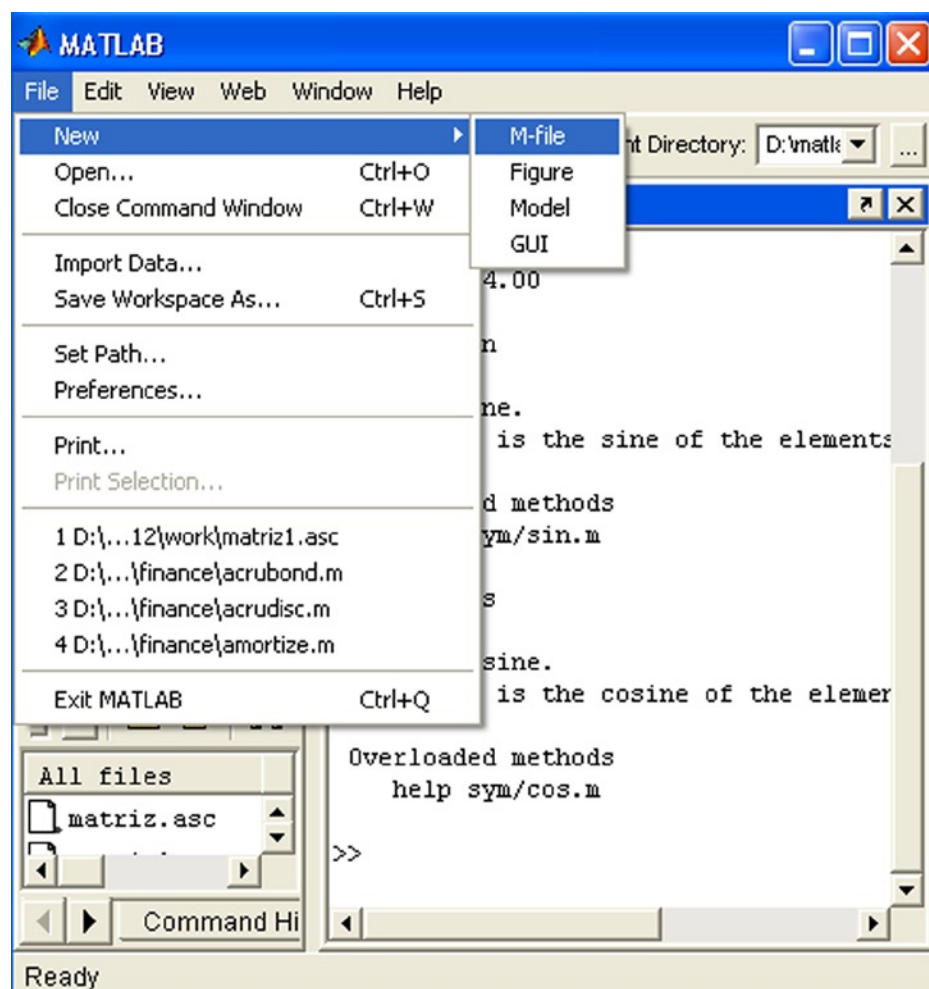 MATLAB
File Edit View Web Window Help
New
Open... Ctrl+O
Close Command Window Ctrl+W
Import Data...
Save Workspace As... Ctrl+S
Set Path...
Preferences...
Print...
Print Selection...
1 D:\...12\work\matriz1.asc
2 D:\...\finance\acrubond.m
3 D:\...\finance\acrudisc.m
4 D:\...\finance\amortize.m
Exit MATLAB Ctrl+Q
M-file
Figure
Model
GUI
nt Directory: D:\matla ...
4.00
n
ne.
is the sine of the elements
d methods
ym/sin.m
s
sine.
is the cosine of the elemer
Overloaded methods
help sym/cos.m
>>
All files
matriz.asc
Command Hi
Ready